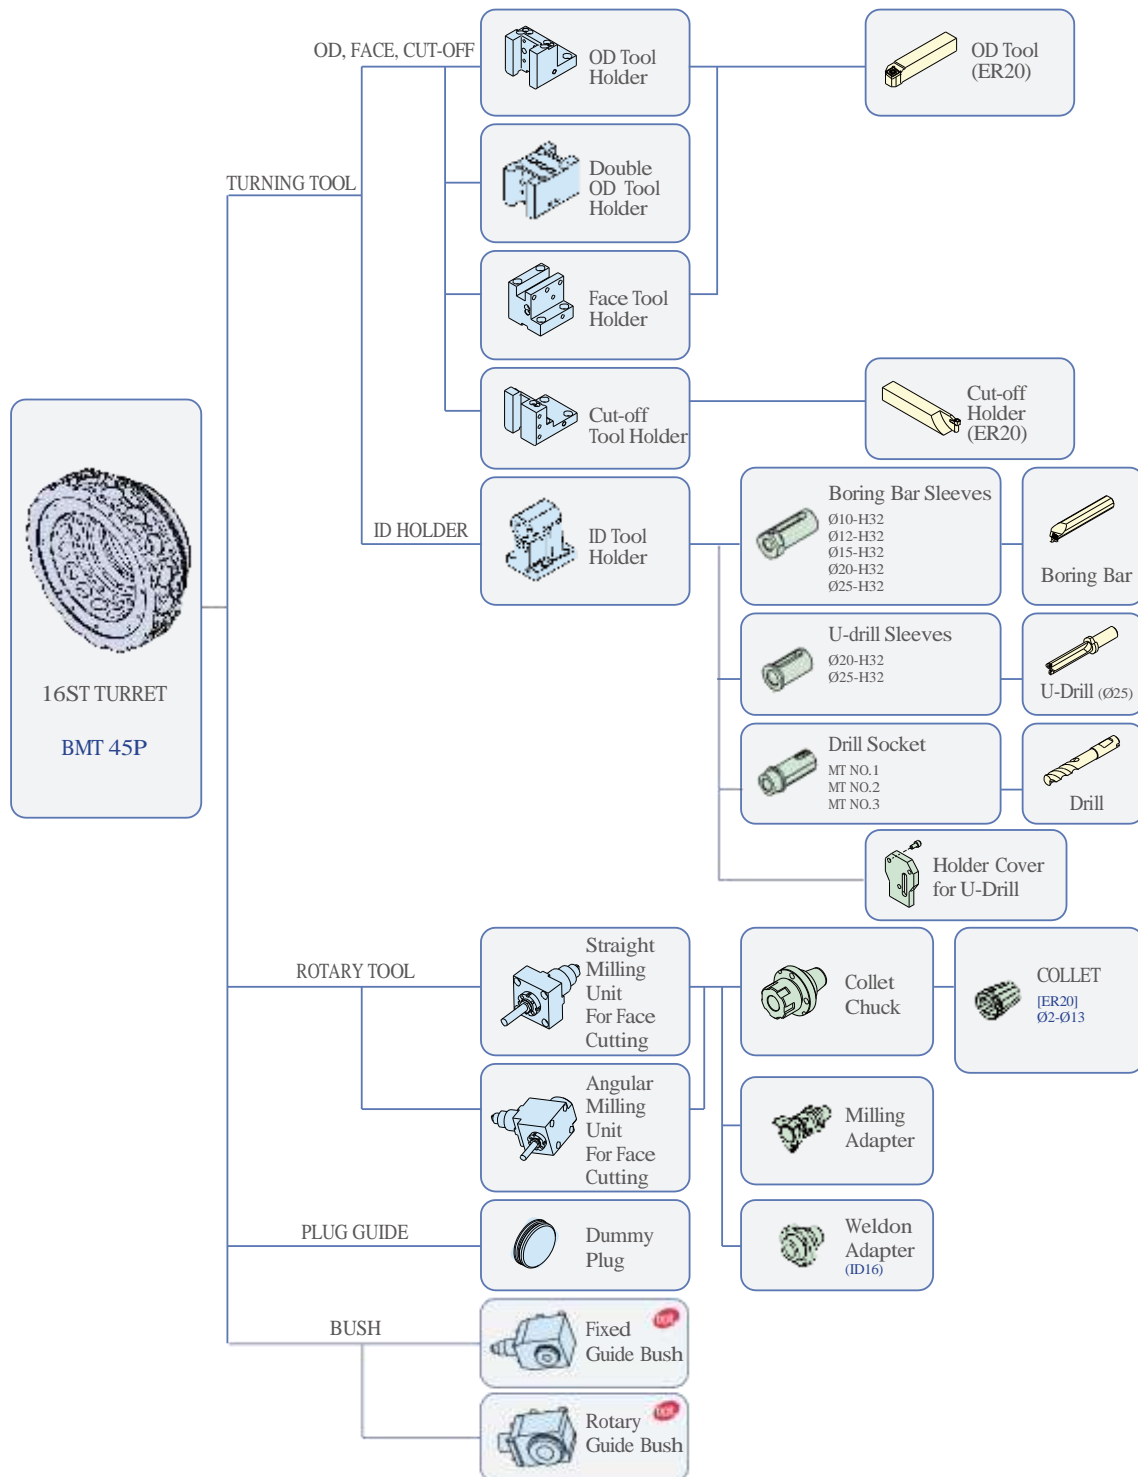 OD, FACE, CUT-OFF
OD Tool
Holder
OD Tool
(ER20)
TURNING TOOL
Double
OD Tool
Holder
Face Tool
Holder
Cut-off
Tool Holder
Cut-off
Holder
(ER20)
16ST TURRET
BMT 45P
ID HOLDER
ID Tool
Holder
Boring Bar Sleeves
Ø10-H32
Ø12-H32
Ø15-H32
Ø20-H32
Ø25-H32
Boring Bar
U-drill Sleeves
Ø20-H32
Ø25-H32
U-Drill (Ø25)
Drill Socket
MT NO.1
MT NO.2
MT NO.3
Drill
Holder Cover
for U-Drill
ROTARY TOOL
Straight
Milling
Unit
For Face
Cutting
Collet
Chuck
COLLET
[ER20]
Ø2-Ø13
Angular
Milling
Unit
For Face
Cutting
Milling
Adapter
PLUG GUIDE
Dummy
Plug
Weldon
Adapter
(ID16)
BUSH
Fixed
Guide Bush
Rotary
Guide Bush